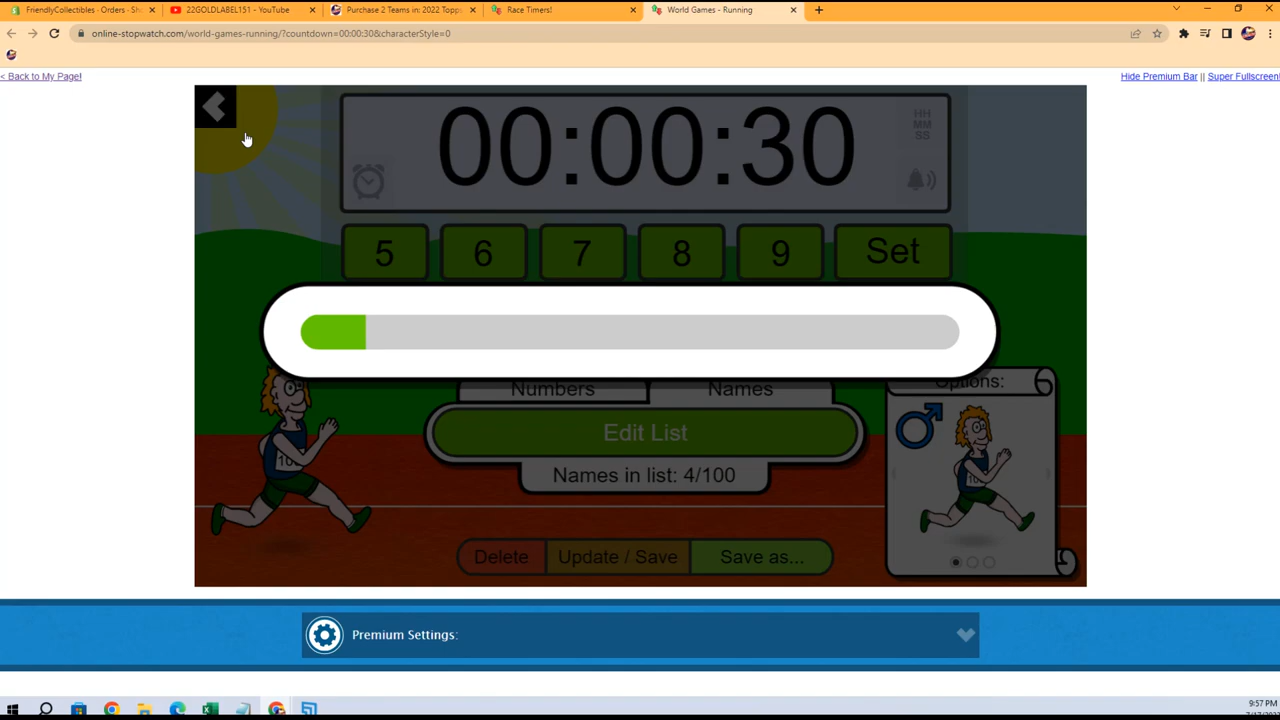 FriendlyCollectibles · Orders · Sh
22GOLDLABEL151 - YouTube
Purchase 2 Teams in: 2022 Topps
Race Timers!
World Games - Running
online-stopwatch.com/world-games-running/?countdown=00:00:30&characterStyle=0
< Back to My Page!
Hide Premium Bar || Super Fullscreen!
00:00:30
HH
MM
SS
5 6 7 8 9 Set
Numbers Names
Options:
Edit List
Names in list: 4/100
Delete Update / Save Save as...
Premium Settings:
9:57 PM